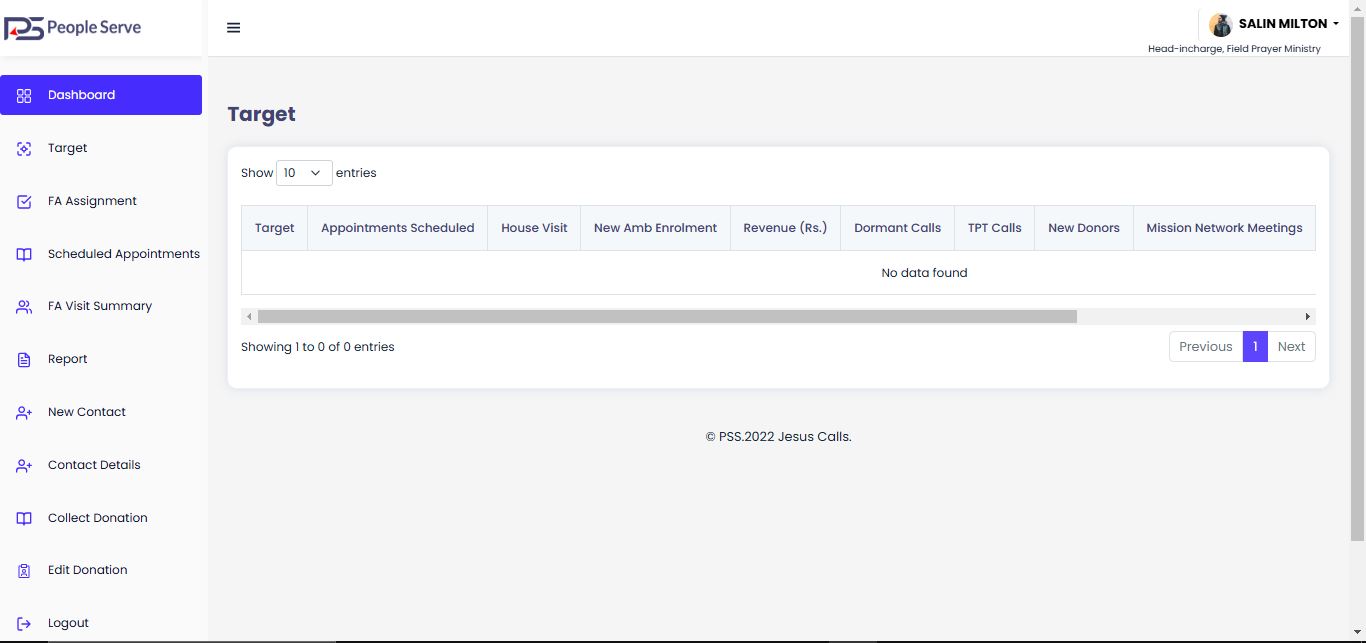 PS People Serve
SALIN MILTON
Head-incharge, Field Prayer Ministry
Dashboard
Target
FA Assignment
Scheduled Appointments
FA Visit Summary
Report
New Contact
Contact Details
Collect Donation
Edit Donation
Logout
Target
Show 10 entries
Target Appointments Scheduled House Visit New Amb Enrolment Revenue (Rs.) Dormant Calls TPT Calls New Donors Mission Network Meetings
No data found
Showing 1 to 0 of 0 entries
Previous 1 Next
© PSS.2022 Jesus Calls.